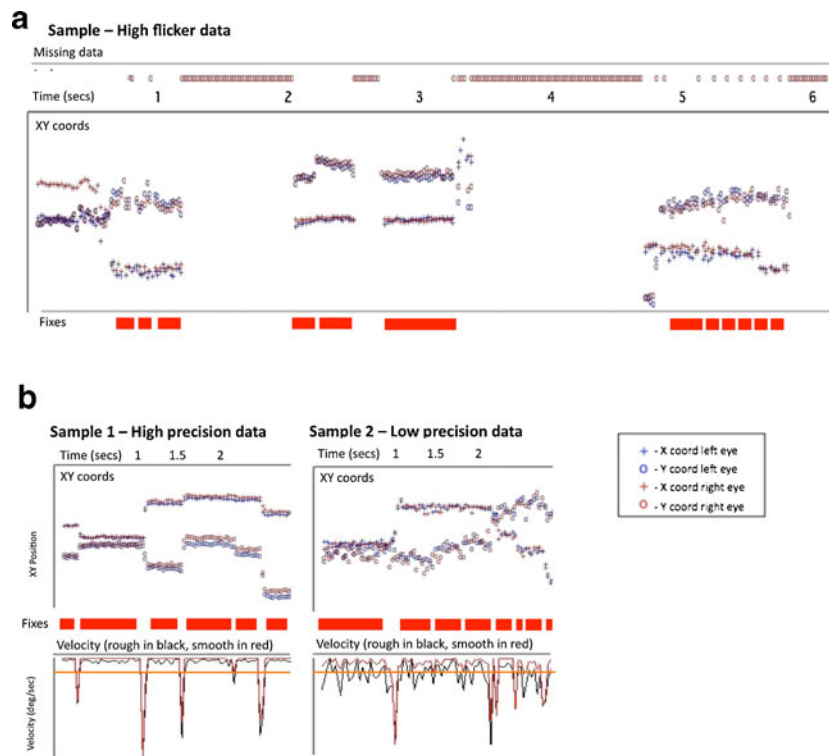 a
Sample – High flicker data
Missing data
Time (secs) 1 2 3 4 5 6
XY coords
Fixes
b
Sample 1 – High precision data
Time (secs) 1 1.5 2
XY coords
XY Position
Fixes
Velocity (rough in black, smooth in red)
Velocity (deg/sec)
Sample 2 – Low precision data
Time (secs) 1 1.5 2
XY coords
Velocity (rough in black, smooth in red)
Velocity (deg/sec)
+ - X coord left eye
o - Y coord left eye
+ - X coord right eye
o - Y coord right eye